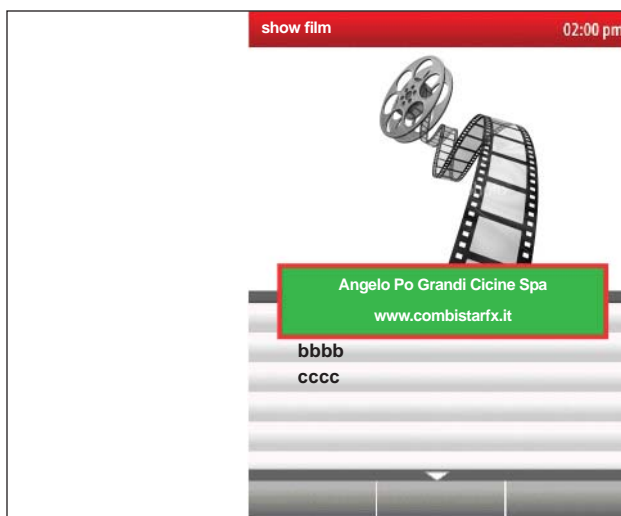 show film
02:00 pm
Angelo Po Grandi Cicine Spa
www.combistarfx.it
bbbb
cccc